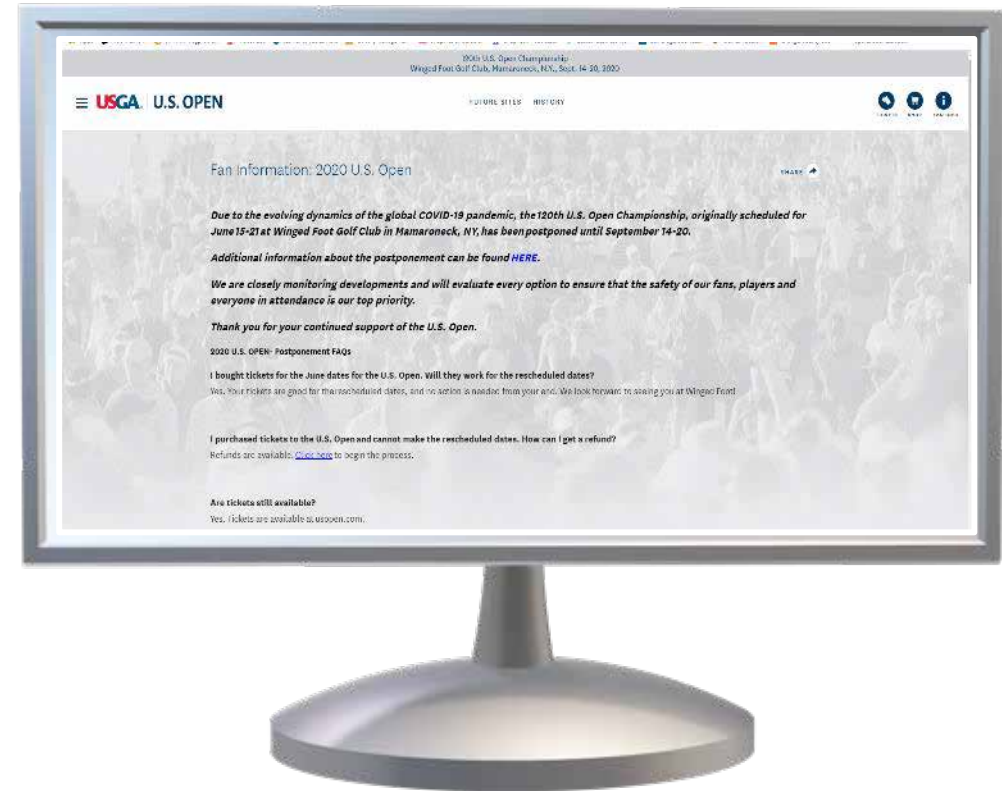 120th U.S. Open Championship
Winged Foot Golf Club, Mamaroneck, N.Y., Sept. 14-20, 2020
USGA. U.S. OPEN
FUTURE SITES HISTORY
Fan Information: 2020 U.S. Open
SHARE
Due to the evolving dynamics of the global COVID-19 pandemic, the 120th U.S. Open Championship, originally scheduled for
June 15-21 at Winged Foot Golf Club in Mamaroneck, NY, has been postponed until September 14-20.
Additional information about the postponement can be found HERE.
We are closely monitoring developments and will evaluate every option to ensure that the safety of our fans, players and
everyone in attendance is our top priority.
Thank you for your continued support of the U.S. Open.
2020 U.S. OPEN- Postponement FAQs
I bought tickets for the June dates for the U.S. Open. Will they work for the rescheduled dates?
Yes. Your tickets are good for the rescheduled dates, and no action is needed from your end. We look forward to seeing you at Winged Foot!
I purchased tickets to the U.S. Open and cannot make the rescheduled dates. How can I get a refund?
Refunds are available. Click here to begin the process.
Are tickets still available?
Yes. Tickets are available at usopen.com.